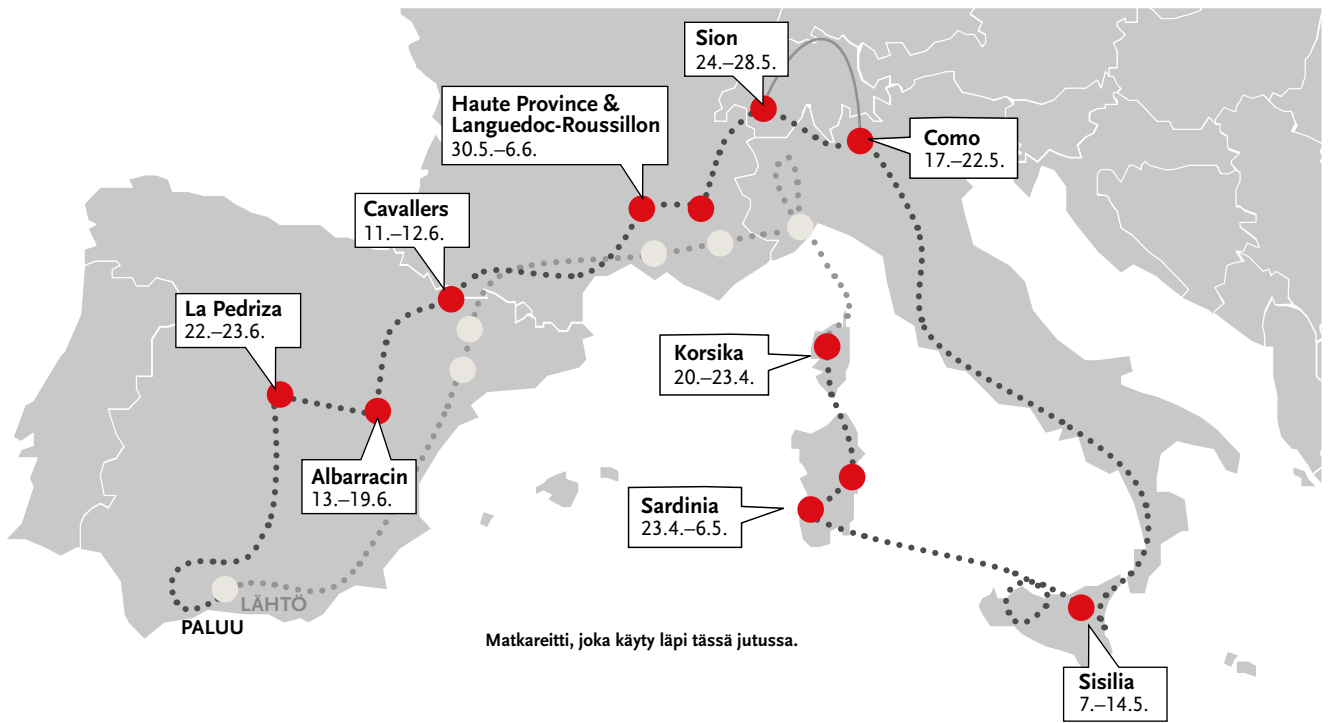 Sion
24.–28.5.
Haute Province &
Languedoc-Roussillon
30.5.–6.6.
Como
17.–22.5.
Cavallers
11.–12.6.
La Pedriza
22.–23.6.
Korsika
20.–23.4.
Albarracin
13.–19.6.
Sardinia
23.4.–6.5.
LÄHTÖ
PALUU
Matkareitti, joka käyty läpi tässä jutussa.
Sisilia
7.–14.5.